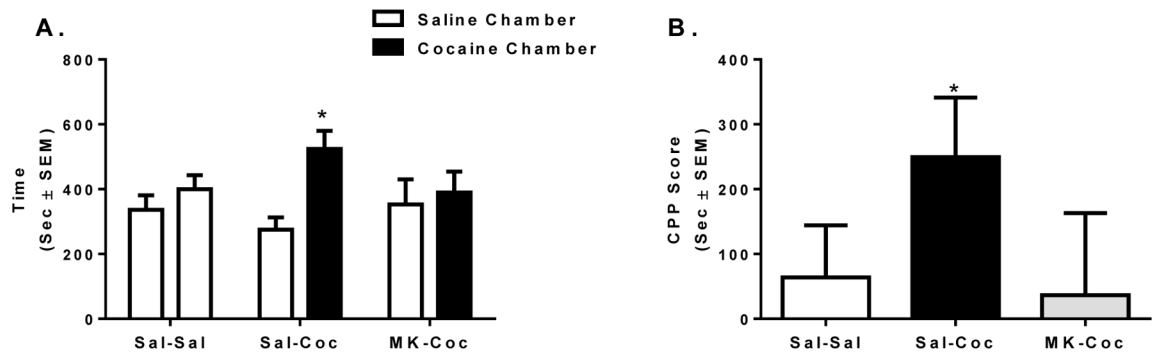 A.
Saline Chamber
Cocaine Chamber
Time
(Sec ± SEM)
800
600
400
200
0
*
Sal-Sal
Sal-Coc
MK-Coc
B.
CPP Score
(Sec ± SEM)
400
300
200
100
0
*
Sal-Sal
Sal-Coc
MK-Coc